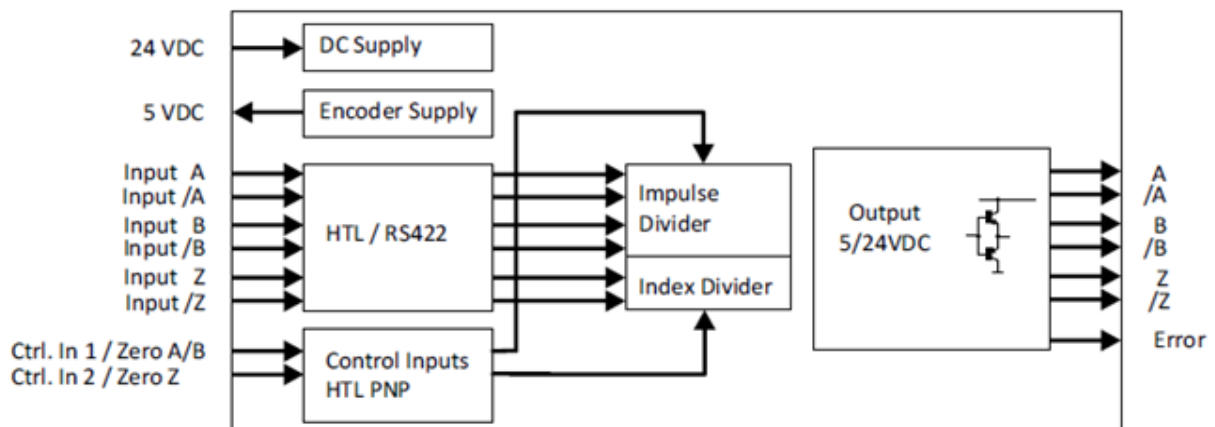 24 VDC
DC Supply
5 VDC
Encoder Supply
Input A
Input /A
Input B
Input /B
Input Z
Input /Z
HTL / RS422
Impulse
Divider
Index Divider
Output
5/24VDC
A
/A
B
/B
Z
/Z
Error
Ctrl. In 1 / Zero A/B
Ctrl. In 2 / Zero Z
Control Inputs
HTL PNP